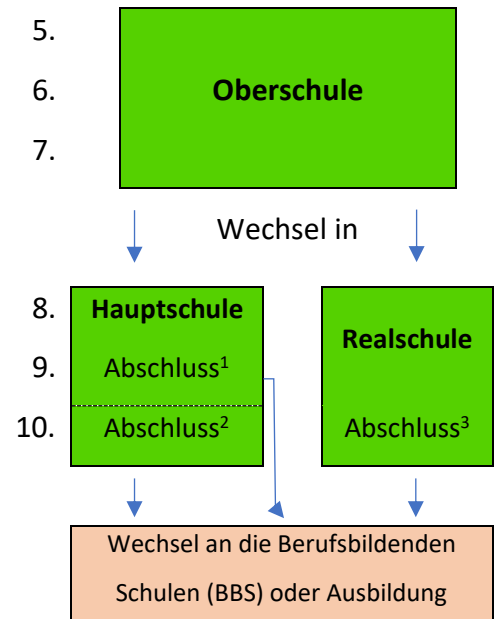 5.
6. Oberschule
7.
Wechsel in
8. Hauptschule
Realschule
9. Abschluss¹
10. Abschluss² Abschluss³
Wechsel an die Berufsbildenden
Schulen (BBS) oder Ausbildung